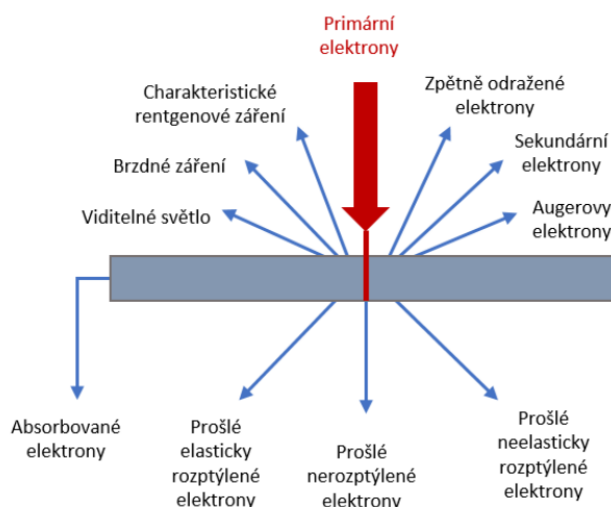 Primární
elektrony
Charakteristické
rentgenové záření
Zpětně odražené
elektrony
Brzdné záření
Sekundární
elektrony
Viditelné světlo
Augerovy
elektrony
Absorbované
elektrony
Prošlé
elasticky
rozptýlené
elektrony
Prošlé
nerozptýlené
elektrony
Prošlé
neelasticky
rozptýlené
elektrony